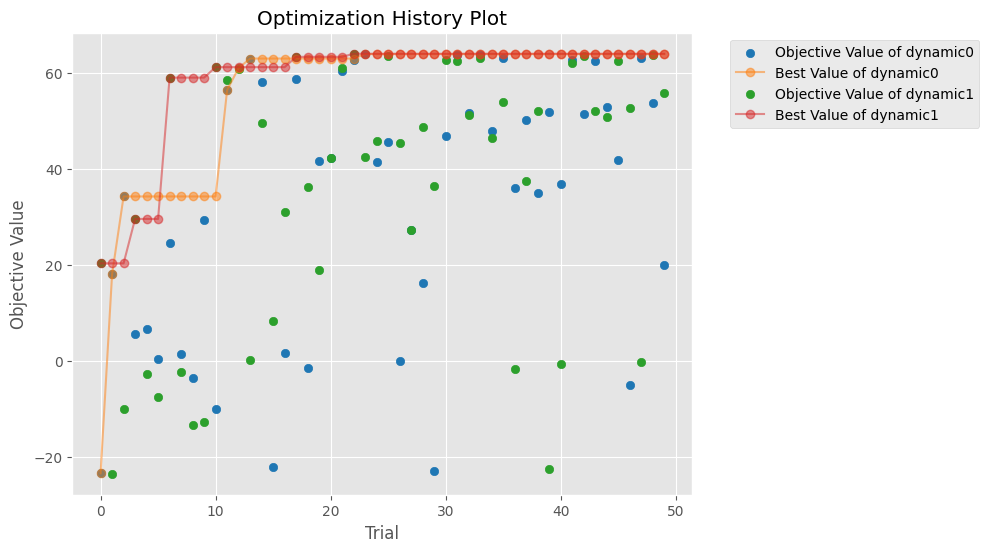 Optimization History Plot
Objective Value
60
40
20
0
−20
0 10 20 30 40 50
Trial
Objective Value of dynamic0
Best Value of dynamic0
Objective Value of dynamic1
Best Value of dynamic1